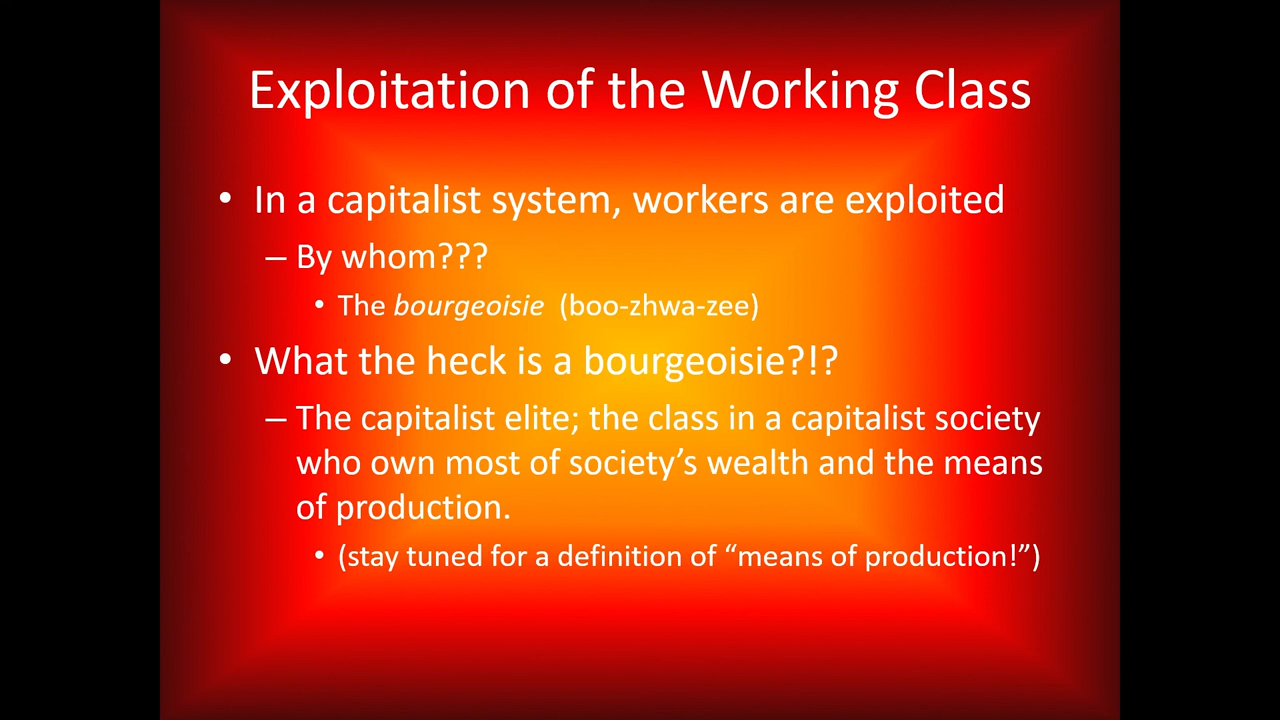 Exploitation of the Working Class
• In a capitalist system, workers are exploited
– By whom???
• The bourgeoisie (boo-zhwa-zee)
• What the heck is a bourgeoisie?!?
– The capitalist elite; the class in a capitalist society
who own most of society’s wealth and the means
of production.
• (stay tuned for a definition of “means of production!”)